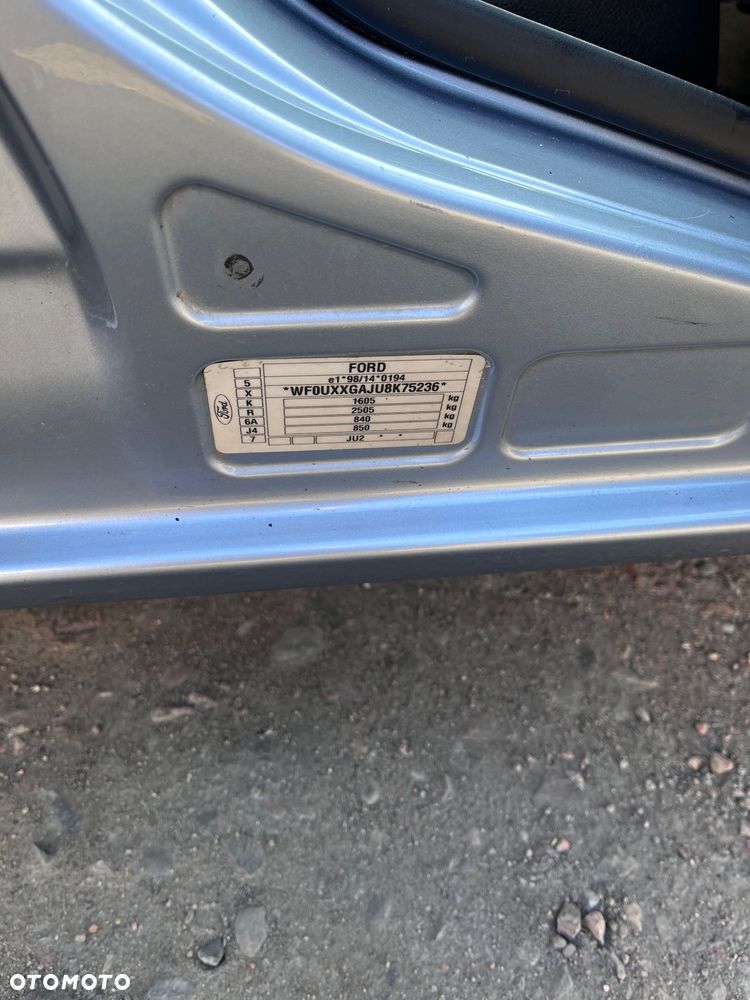 FORD
e1*98/14*0194
*WF0UXXGAJU8K75236*
Ford
5
X
K
R
6A
J4
7
1605 kg
2505 kg
840 kg
850 kg
JU2 * *
OTOMOTO